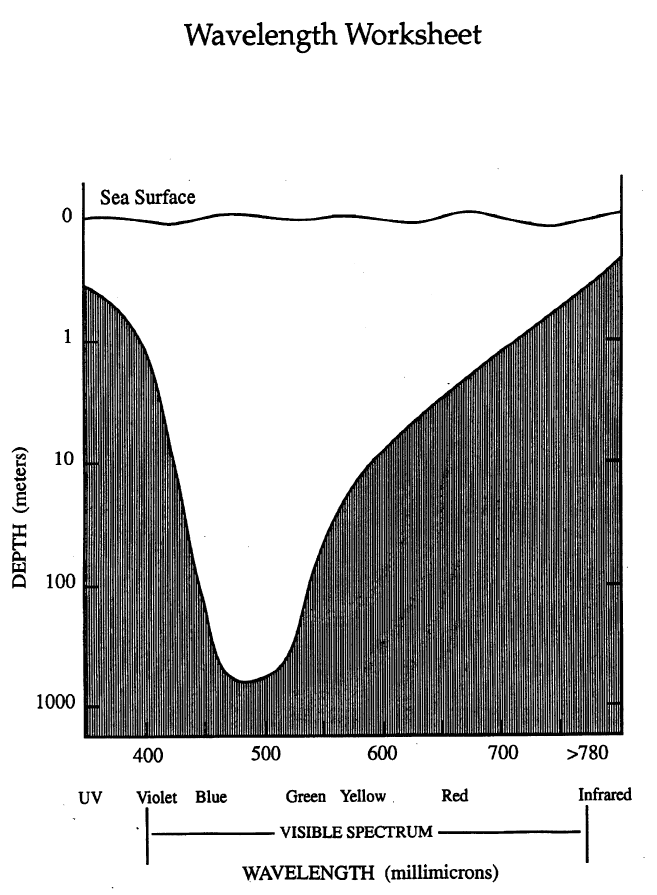 Wavelength Worksheet
Sea Surface
0
1
10
100
1000
DEPTH (meters)
400 500 600 700 >780
UV Violet Blue Green Yellow Red Infrared
VISIBLE SPECTRUM
WAVELENGTH (millimicrons)